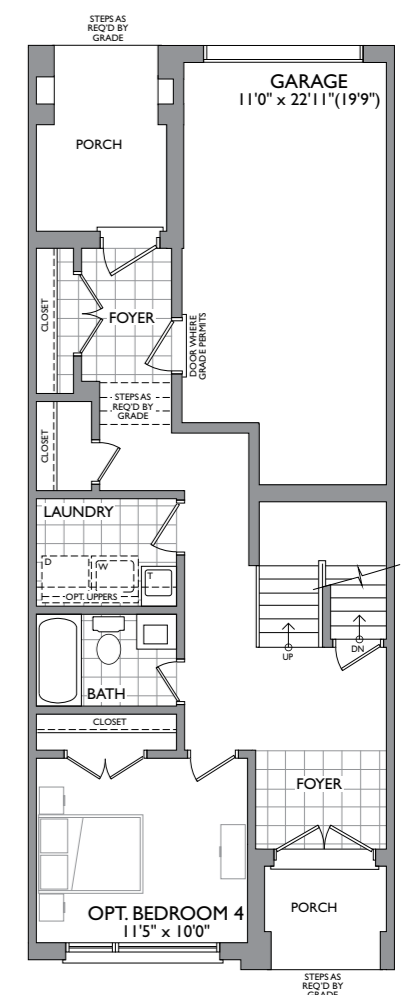 STEPS AS
REQ'D BY
GRADE
GARAGE
11'0" x 22'11"(19'9")
PORCH
CLOSET
FOYER
DOOR WHERE
GRADE PERMITS
STEPS AS
REQ'D BY
GRADE
CLOSET
LAUNDRY
D
W
T
OPT. UPPERS
UP
DN
BATH
CLOSET
FOYER
OPT. BEDROOM 4
11'5" x 10'0"
PORCH
STEPS AS
REQ'D BY
GRADE